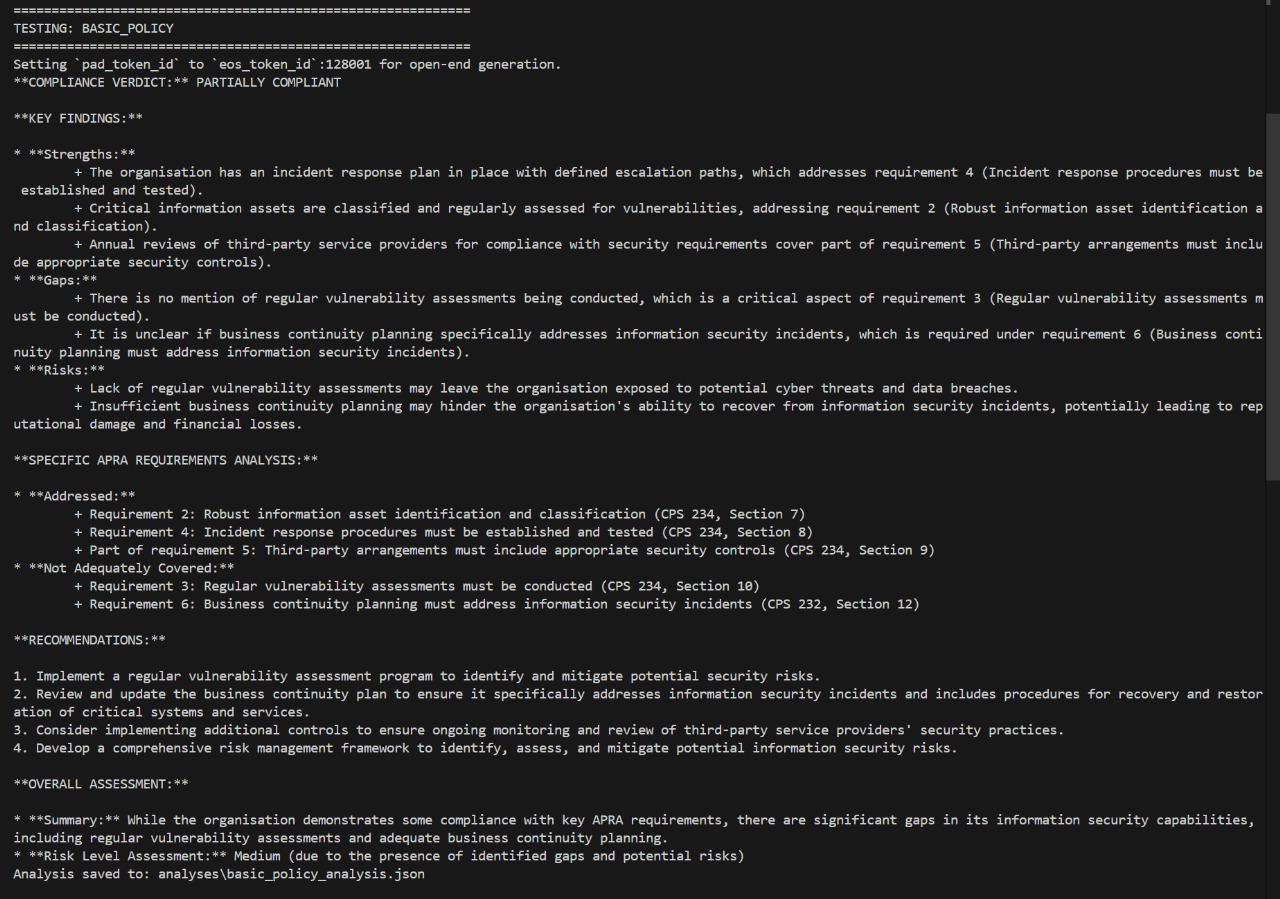 ============================================================
TESTING: BASIC_POLICY
============================================================
Setting `pad_token_id` to `eos_token_id`:128001 for open-end generation.
**COMPLIANCE VERDICT:** PARTIALLY COMPLIANT
**KEY FINDINGS:**
* **Strengths:**
+ The organisation has an incident response plan in place with defined escalation paths, which addresses requirement 4 (Incident response procedures must be
established and tested).
+ Critical information assets are classified and regularly assessed for vulnerabilities, addressing requirement 2 (Robust information asset identification a
nd classification).
+ Annual reviews of third-party service providers for compliance with security requirements cover part of requirement 5 (Third-party arrangements must inclu
de appropriate security controls).
* **Gaps:**
+ There is no mention of regular vulnerability assessments being conducted, which is a critical aspect of requirement 3 (Regular vulnerability assessments m
ust be conducted).
+ It is unclear if business continuity planning specifically addresses information security incidents, which is required under requirement 6 (Business conti
nuity planning must address information security incidents).
* **Risks:**
+ Lack of regular vulnerability assessments may leave the organisation exposed to potential cyber threats and data breaches.
+ Insufficient business continuity planning may hinder the organisation's ability to recover from information security incidents, potentially leading to rep
utational damage and financial losses.
**SPECIFIC APRA REQUIREMENTS ANALYSIS:**
* **Addressed:**
+ Requirement 2: Robust information asset identification and classification (CPS 234, Section 7)
+ Requirement 4: Incident response procedures must be established and tested (CPS 234, Section 8)
+ Part of requirement 5: Third-party arrangements must include appropriate security controls (CPS 234, Section 9)
* **Not Adequately Covered:**
+ Requirement 3: Regular vulnerability assessments must be conducted (CPS 234, Section 10)
+ Requirement 6: Business continuity planning must address information security incidents (CPS 232, Section 12)
**RECOMMENDATIONS:**
1. Implement a regular vulnerability assessment program to identify and mitigate potential security risks.
2. Review and update the business continuity plan to ensure it specifically addresses information security incidents and includes procedures for recovery and restor
ation of critical systems and services.
3. Consider implementing additional controls to ensure ongoing monitoring and review of third-party service providers' security practices.
4. Develop a comprehensive risk management framework to identify, assess, and mitigate potential information security risks.
**OVERALL ASSESSMENT:**
* **Summary:** While the organisation demonstrates some compliance with key APRA requirements, there are significant gaps in its information security capabilities,
including regular vulnerability assessments and adequate business continuity planning.
* **Risk Level Assessment:** Medium (due to the presence of identified gaps and potential risks)
Analysis saved to: analyses\basic_policy_analysis.json